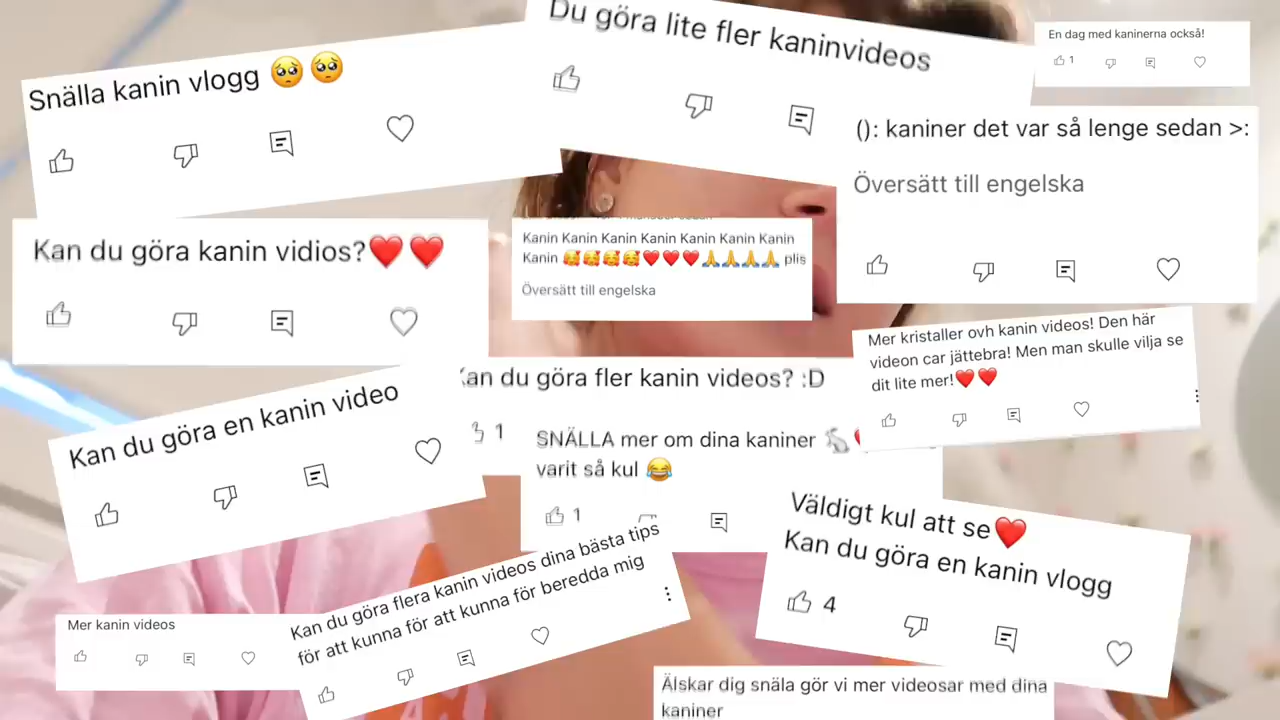 Du göra lite fler kaninvideos
En dag med kaninerna också!
1
Snälla kanin vlogg 🥺🥺
(): kaniner det var så lenge sedan >:
Översätt till engelska
Kan du göra kanin vidios?❤️❤️
Kanin Kanin Kanin Kanin Kanin Kanin Kanin
Kanin 🥰🥰🥰🥰❤️❤️❤️🙏🙏🙏🙏 plis
Översätt till engelska
Mer kristaller ovh kanin videos! Den här
videon car jättebra! Men man skulle vilja se
dit lite mer!❤️❤️
Kan du göra en kanin video
Kan du göra fler kanin videos? :D
1
SNÄLLA mer om dina kaniner 🐇
varit så kul 😂
1
Väldigt kul att se❤️
Kan du göra en kanin vlogg
4
Kan du göra flera kanin videos dina bästa tips
för att kunna för att kunna för beredda mig
Mer kanin videos
Älskar dig snäla gör vi mer videosar med dina
kaniner